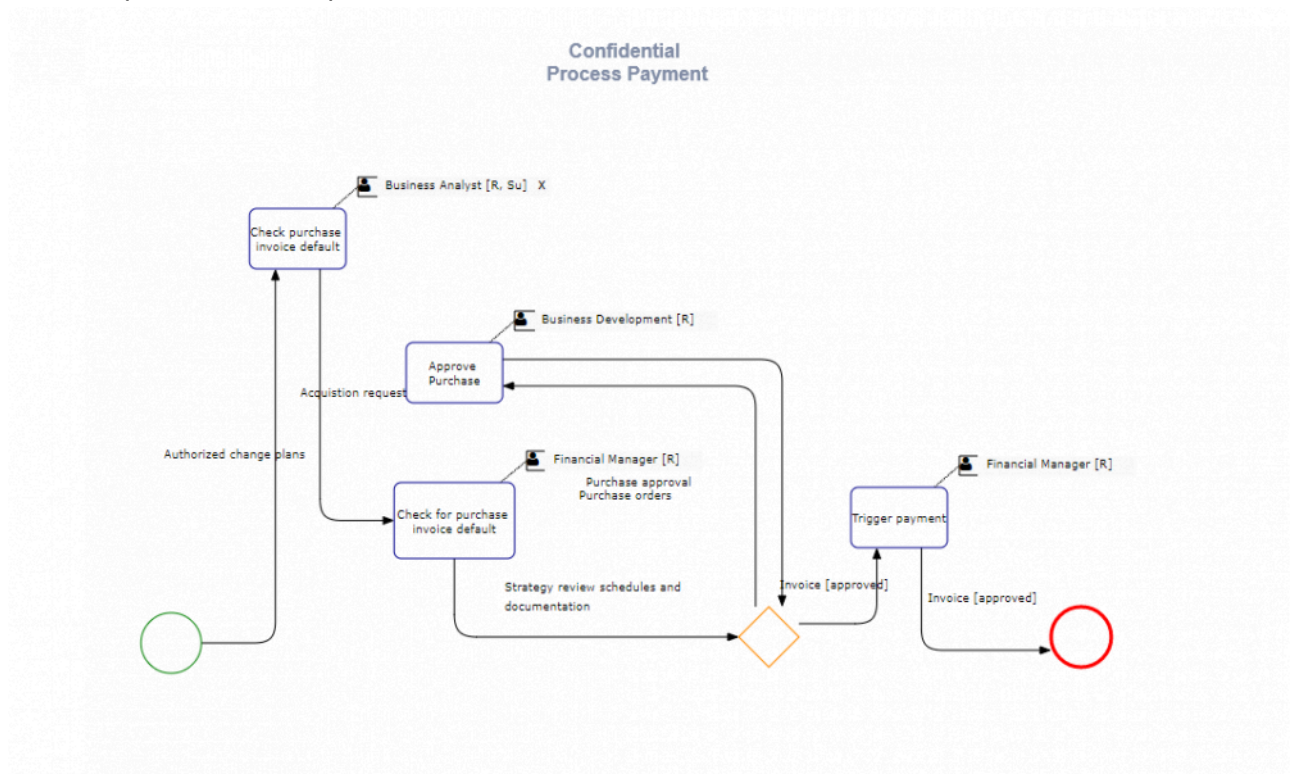 Confidential
Process Payment
Business Analyst [R, Su]   X
Check purchase
invoice default
Business Development [R]
Approve
Purchase
Acquistion request
Authorized change plans
Financial Manager [R]
Purchase approval
Purchase orders
Check for purchase
invoice default
Financial Manager [R]
Trigger payment
Strategy review schedules and
documentation
Invoice [approved]
Invoice [approved]